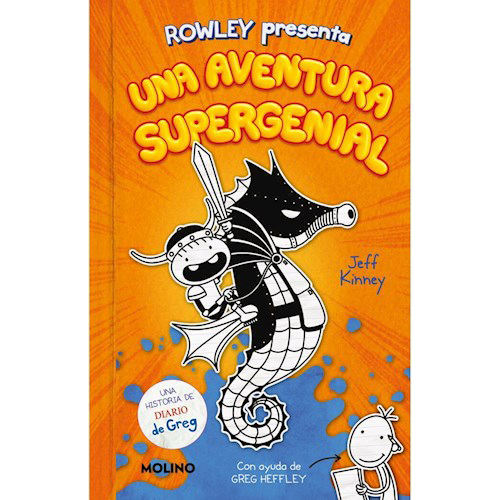 ROWLEY presenta
UNA AVENTURA
SUPERGENIAL
Jeff
Kinney
UNA
HISTORIA DE
DIARIO
de Greg
Con ayuda de
GREG HEFFLEY
MOLINO